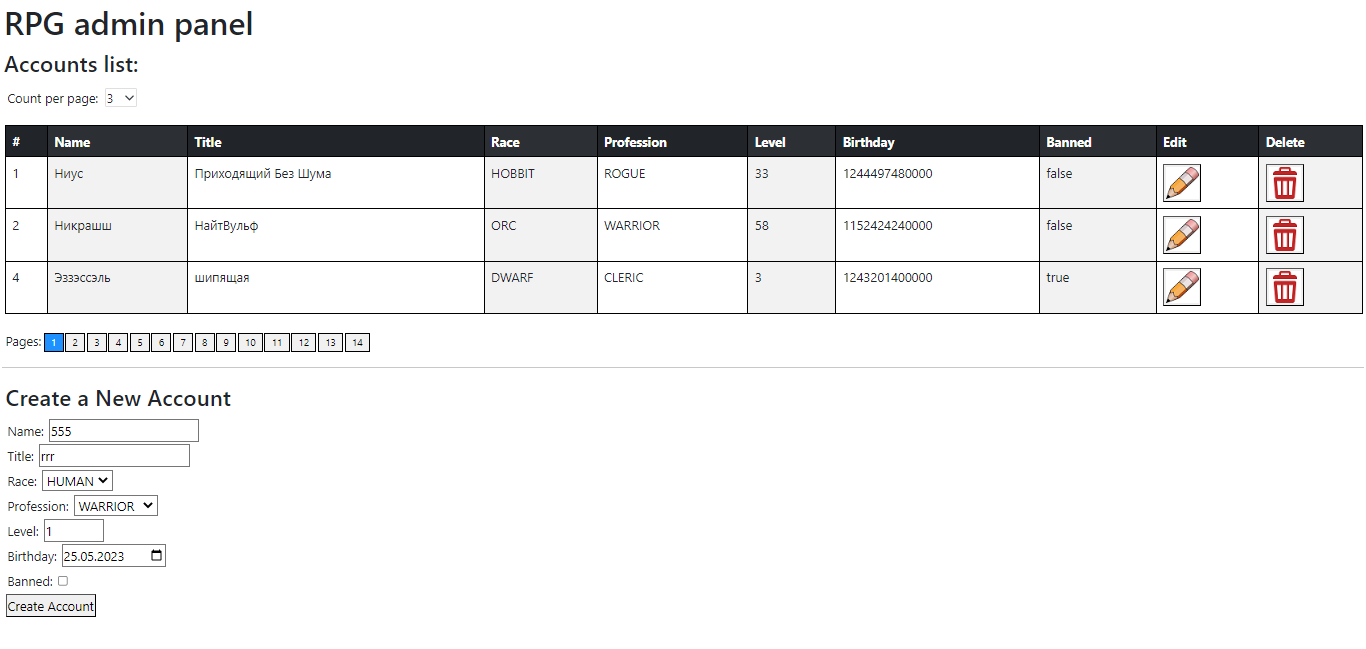 RPG admin panel
Accounts list:
Count per page: 3
# Name Title Race Profession Level Birthday Banned Edit Delete
1 Ниус Приходящий Без Шума HOBBIT ROGUE 33 1244497480000 false
2 Никрашш НайтВульф ORC WARRIOR 58 1152424240000 false
4 Эззэссэль шипящая DWARF CLERIC 3 1243201400000 true
Pages: 1 2 3 4 5 6 7 8 9 10 11 12 13 14
Create a New Account
Name: 555
Title: rrr
Race: HUMAN
Profession: WARRIOR
Level: 1
Birthday: 25.05.2023
Banned:
Create Account